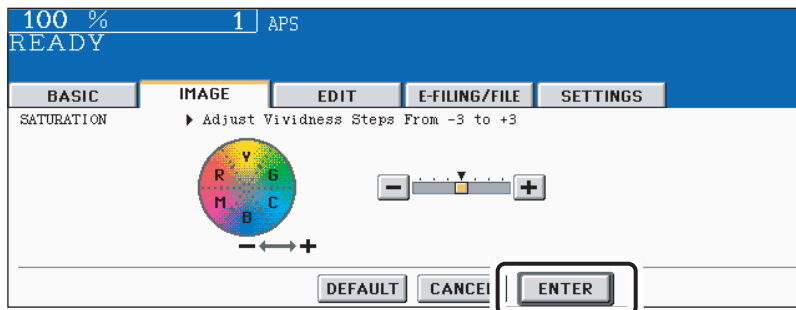 100 % 1 APS
READY
BASIC IMAGE EDIT E-FILING/FILE SETTINGS
SATURATION ▶ Adjust Vividness Steps From -3 to +3
Y
R G
M C
B
− +
− +
DEFAULT CANCEL ENTER